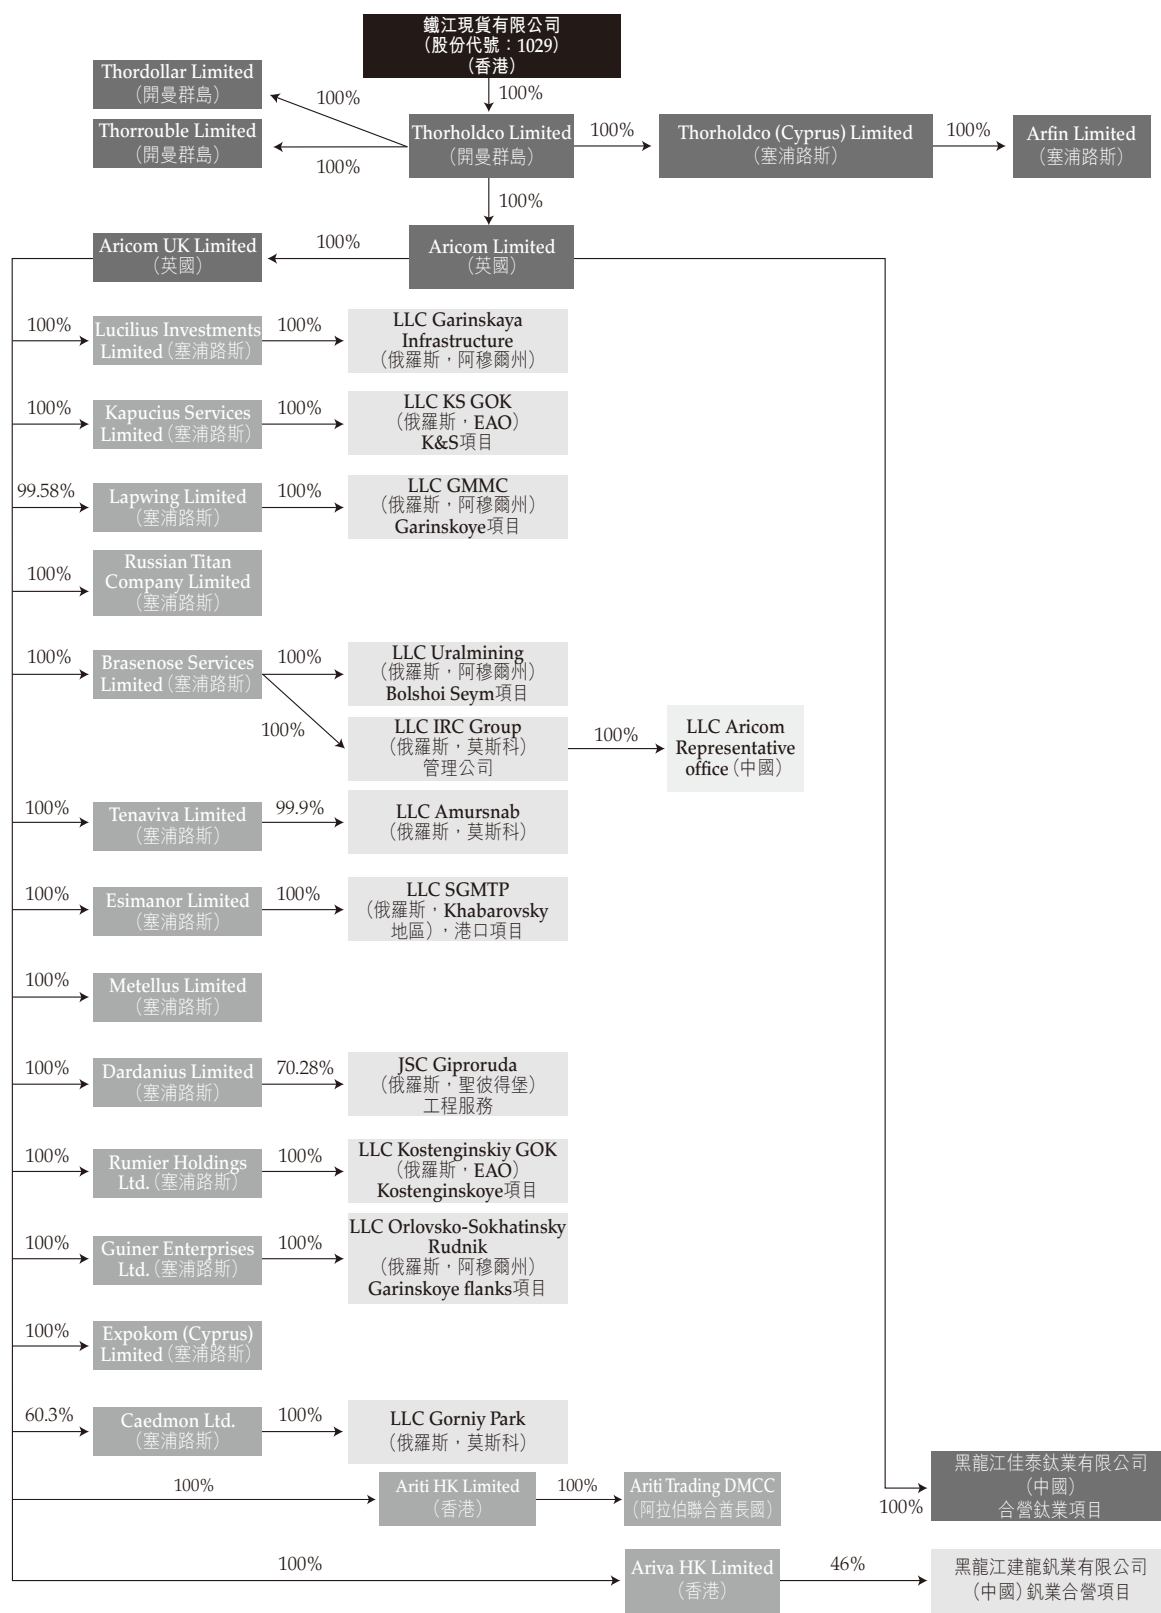 鐵江現貨有限公司
(股份代號：1029)
(香港)
100%
Thordollar Limited
(開曼群島)
100%
Thorrouble Limited
(開曼群島)
100%
Thorholdco Limited
(開曼群島)
100%
Thorholdco (Cyprus) Limited
(塞浦路斯)
100%
Arfin Limited
(塞浦路斯)
100%
Aricom UK Limited
(英國)
100%
Aricom Limited
(英國)
100%
Lucilius Investments
Limited (塞浦路斯)
100%
LLC Garinskaya
Infrastructure
(俄羅斯，阿穆爾州)
100%
Kapucius Services
Limited (塞浦路斯)
100%
LLC KS GOK
(俄羅斯，EAO)
K&S項目
99.58%
Lapwing Limited
(塞浦路斯)
100%
LLC GMMC
(俄羅斯，阿穆爾州)
Garinskoye項目
100%
Russian Titan
Company Limited
(塞浦路斯)
100%
Brasenose Services
Limited (塞浦路斯)
100%
LLC Uralmining
(俄羅斯，阿穆爾州)
Bolshoi Seym項目
100%
LLC IRC Group
(俄羅斯，莫斯科)
管理公司
100%
LLC Aricom
Representative
office (中國)
100%
Tenaviva Limited
(塞浦路斯)
99.9%
LLC Amursnab
(俄羅斯，莫斯科)
100%
Esimanor Limited
(塞浦路斯)
100%
LLC SGMTP
(俄羅斯，Khabarovsky
地區)，港口項目
100%
Metellus Limited
(塞浦路斯)
100%
Dardanius Limited
(塞浦路斯)
70.28%
JSC Giproruda
(俄羅斯，聖彼得堡)
工程服務
100%
Rumier Holdings
Ltd. (塞浦路斯)
100%
LLC Kostenginskiy GOK
(俄羅斯，EAO)
Kostenginskoye項目
100%
Guiner Enterprises
Ltd. (塞浦路斯)
100%
LLC Orlovsko-Sokhatinsky
Rudnik
(俄羅斯，阿穆爾州)
Garinskoye flanks項目
100%
Expokom (Cyprus)
Limited (塞浦路斯)
60.3%
Caedmon Ltd.
(塞浦路斯)
100%
LLC Gorniy Park
(俄羅斯，莫斯科)
100%
Ariti HK Limited
(香港)
100%
Ariti Trading DMCC
(阿拉伯聯合酋長國)
100%
黑龍江佳泰鈦業有限公司
(中國)
合營鈦業項目
100%
Ariva HK Limited
(香港)
46%
黑龍江建龍釩業有限公司
(中國) 釩業合營項目